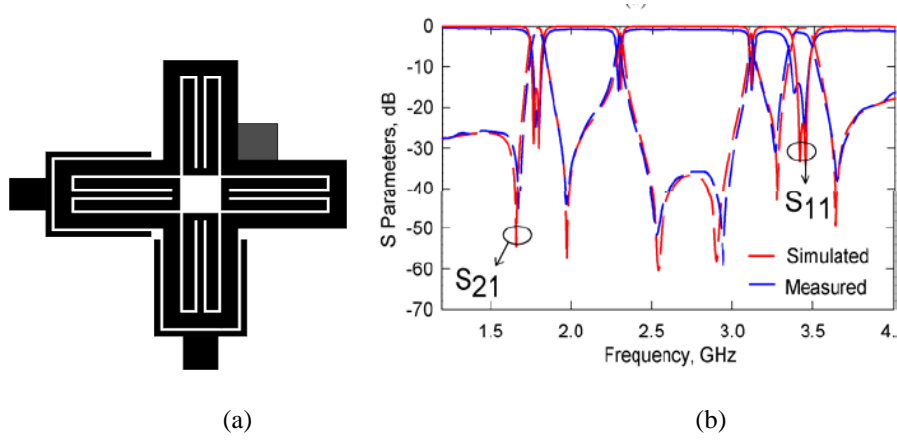 0
-10
-20
-30
-40
-50
-60
-70
S Parameters, dB
S21
S11
Simulated
Measured
1.5 2.0 2.5 3.0 3.5 4..
Frequency, GHz
(a) (b)